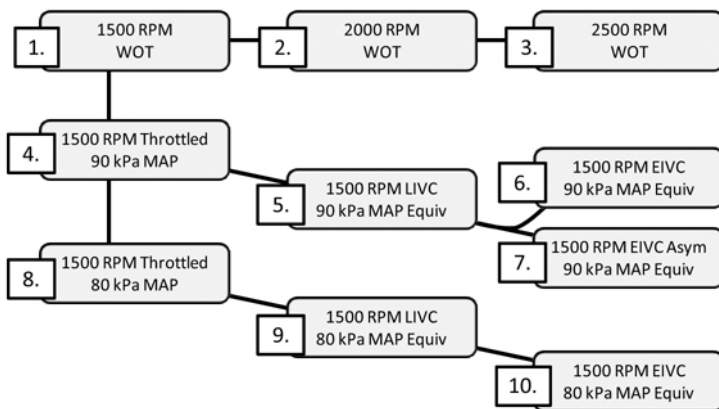 1.
1500 RPM
WOT
2.
2000 RPM
WOT
3.
2500 RPM
WOT
4.
1500 RPM Throttled
90 kPa MAP
5.
1500 RPM LIVC
90 kPa MAP Equiv
6.
1500 RPM EIVC
90 kPa MAP Equiv
7.
1500 RPM EIVC Asym
90 kPa MAP Equiv
8.
1500 RPM Throttled
80 kPa MAP
9.
1500 RPM LIVC
80 kPa MAP Equiv
10.
1500 RPM EIVC
80 kPa MAP Equiv